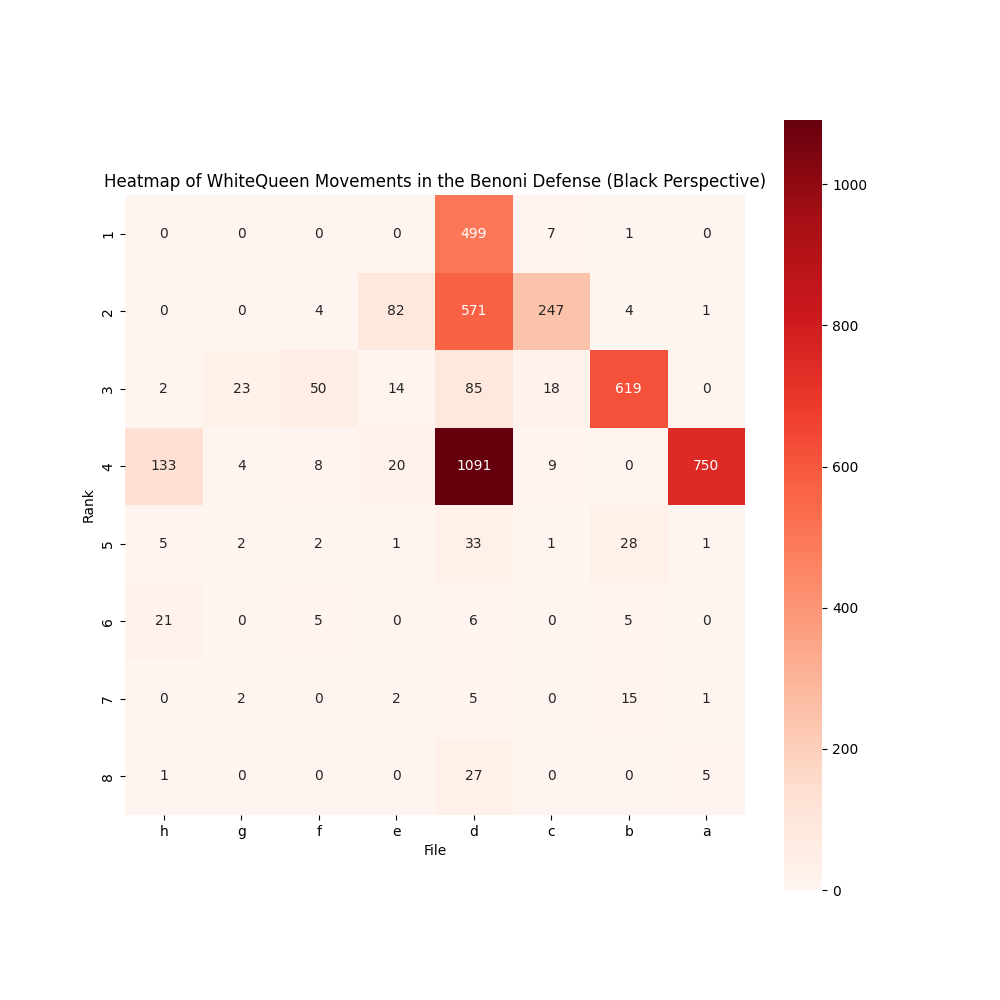 Heatmap of WhiteQueen Movements in the Benoni Defense (Black Perspective)
1 0 0 0 0 499 7 1 0
2 0 0 4 82 571 247 4 1
3 2 23 50 14 85 18 619 0
4 133 4 8 20 1091 9 0 750
5 5 2 2 1 33 1 28 1
6 21 0 5 0 6 0 5 0
7 0 2 0 2 5 0 15 1
8 1 0 0 0 27 0 0 5
h g f e d c b a
File
Rank
1000
800
600
400
200
0